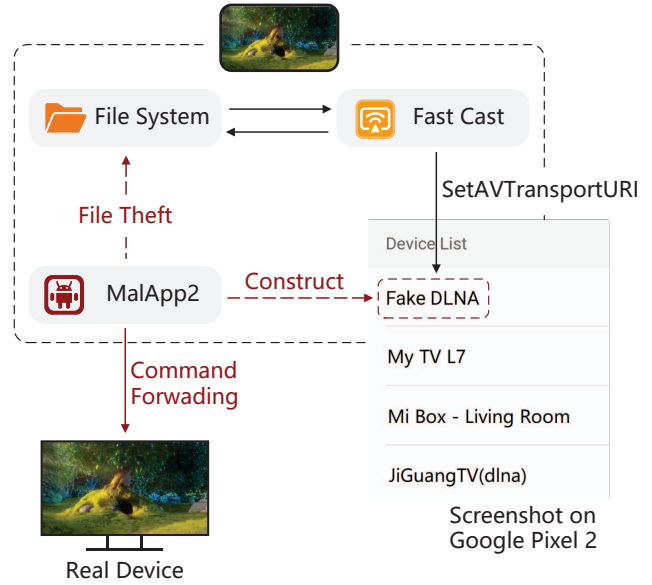 File System
Fast Cast
SetAVTransportURI
File Theft
Device List
MalApp2
Construct
Fake DLNA
Command
Forwading
My TV L7
Mi Box - Living Room
JiGuangTV(dlna)
Screenshot on
Google Pixel 2
Real Device